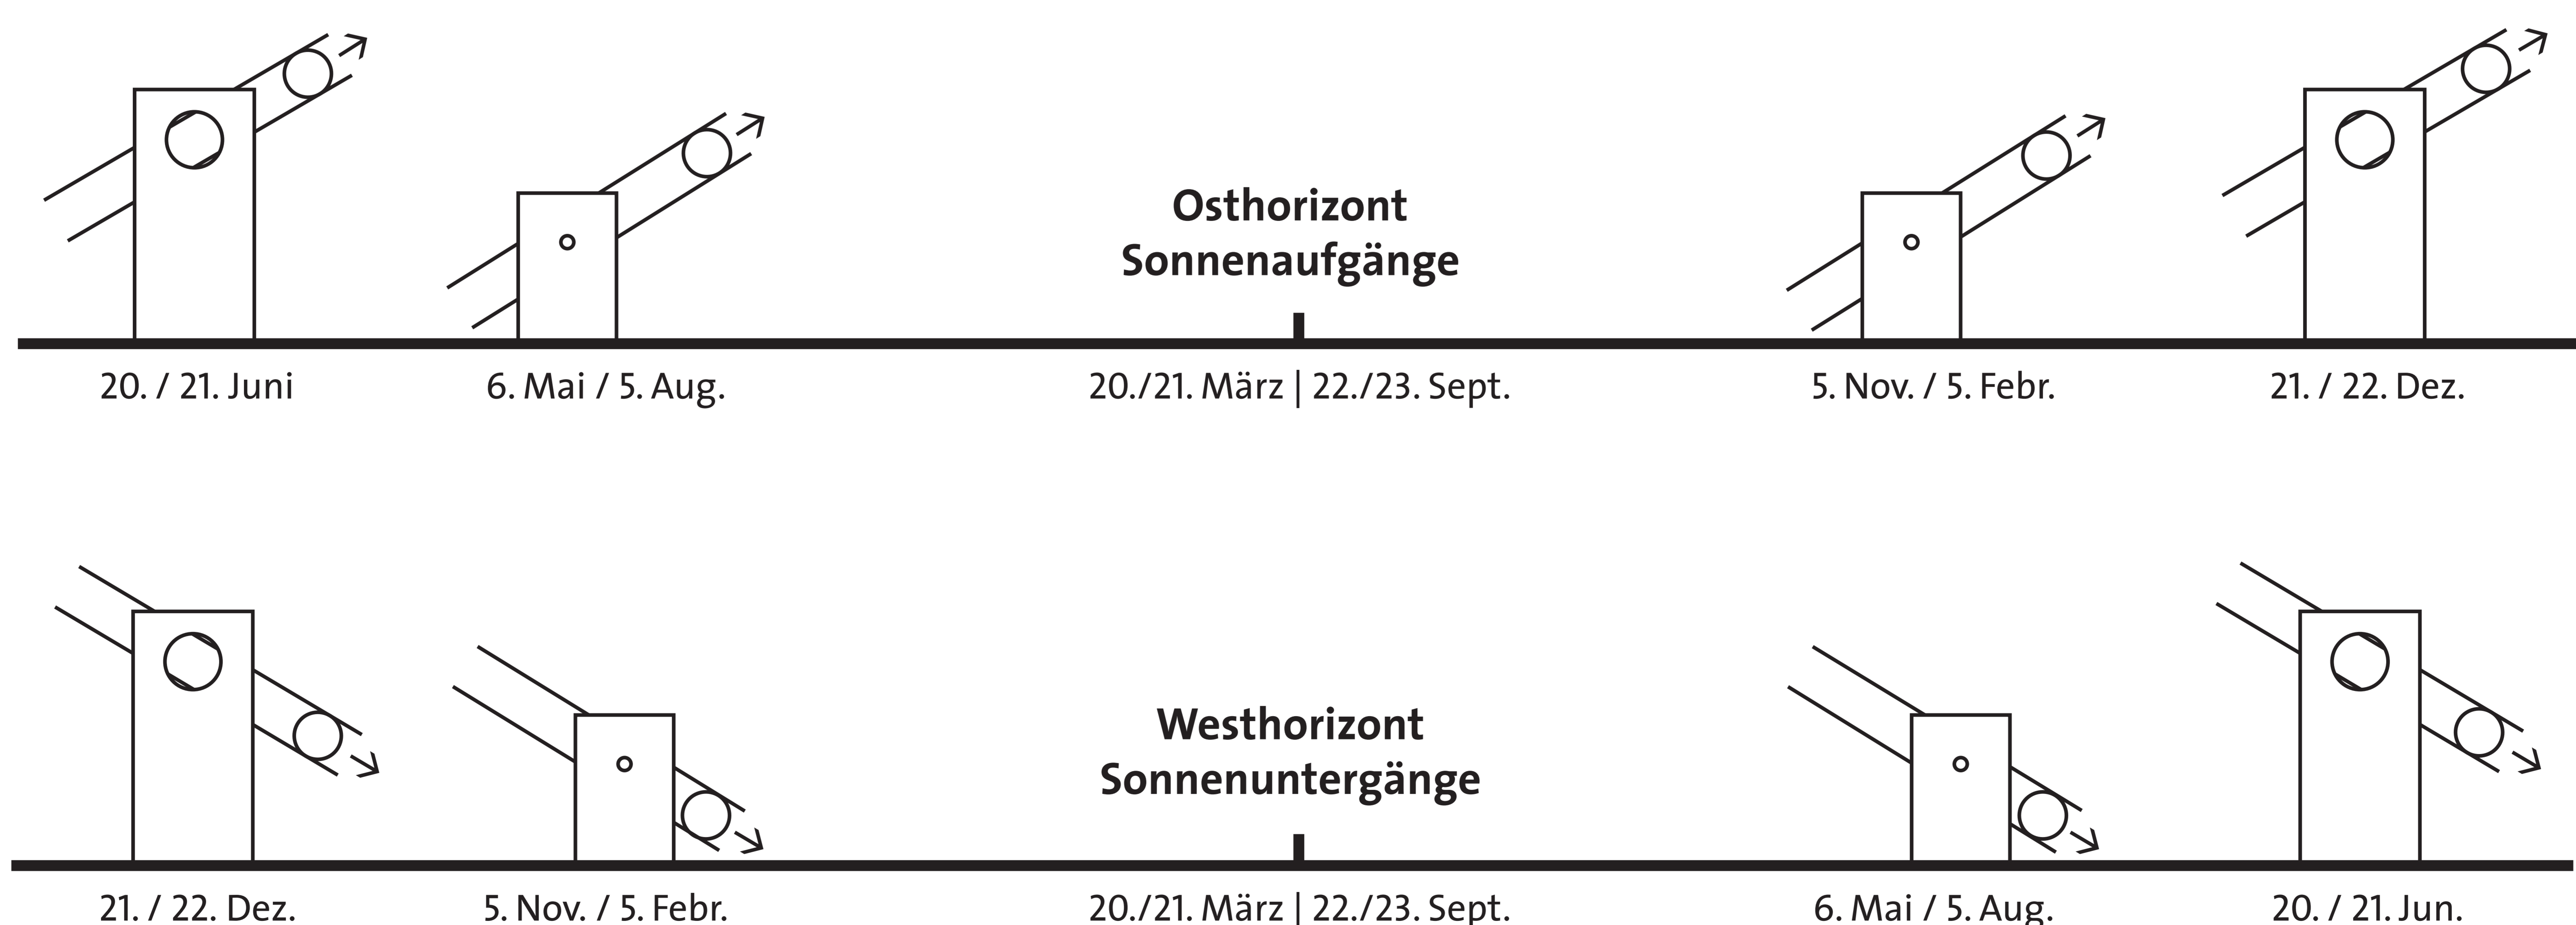 Osthorizont
Sonnenaufgänge
20. / 21. Juni
6. Mai / 5. Aug.
20./21. März | 22./23. Sept.
5. Nov. / 5. Febr.
21. / 22. Dez.
Westhorizont
Sonnenuntergänge
21. / 22. Dez.
5. Nov. / 5. Febr.
20./21. März | 22./23. Sept.
6. Mai / 5. Aug.
20. / 21. Jun.